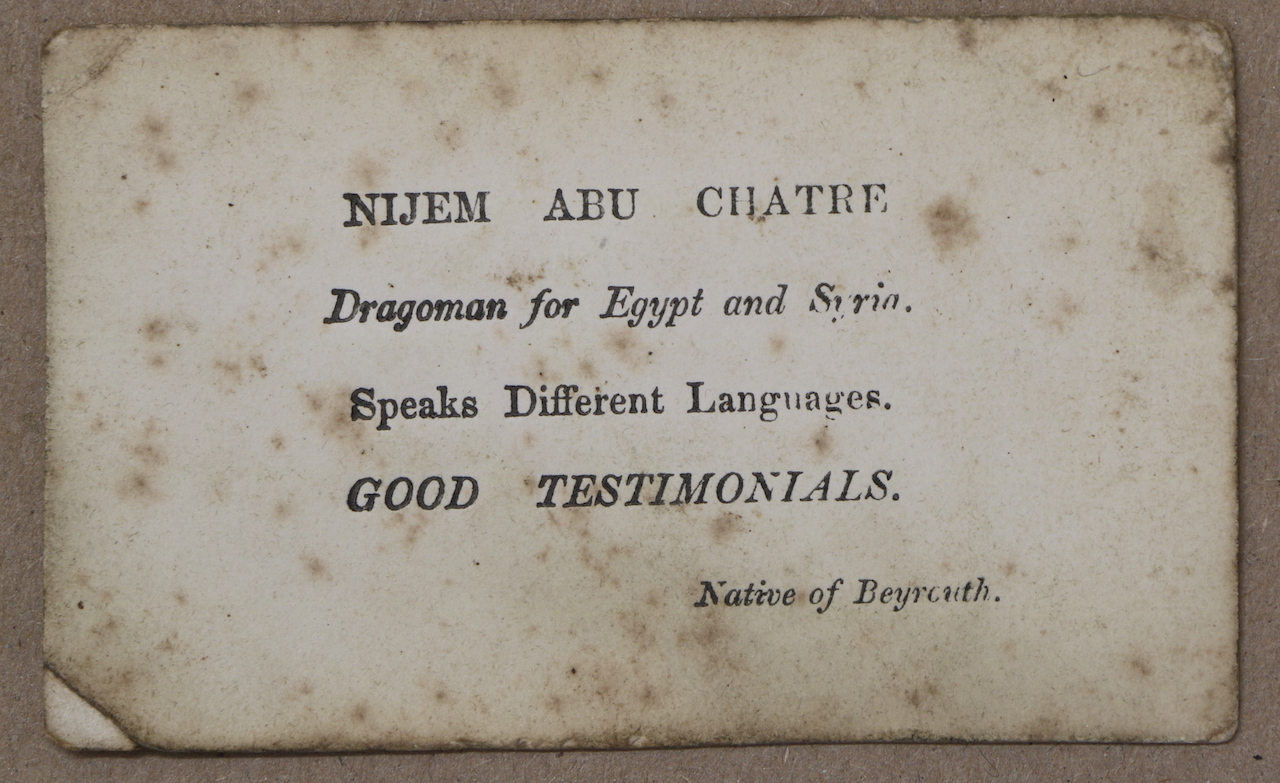 NIJEM ABU CHATRE
Dragoman for Egypt and Syria.
Speaks Different Languages.
GOOD TESTIMONIALS.
Native of Beyrouth.